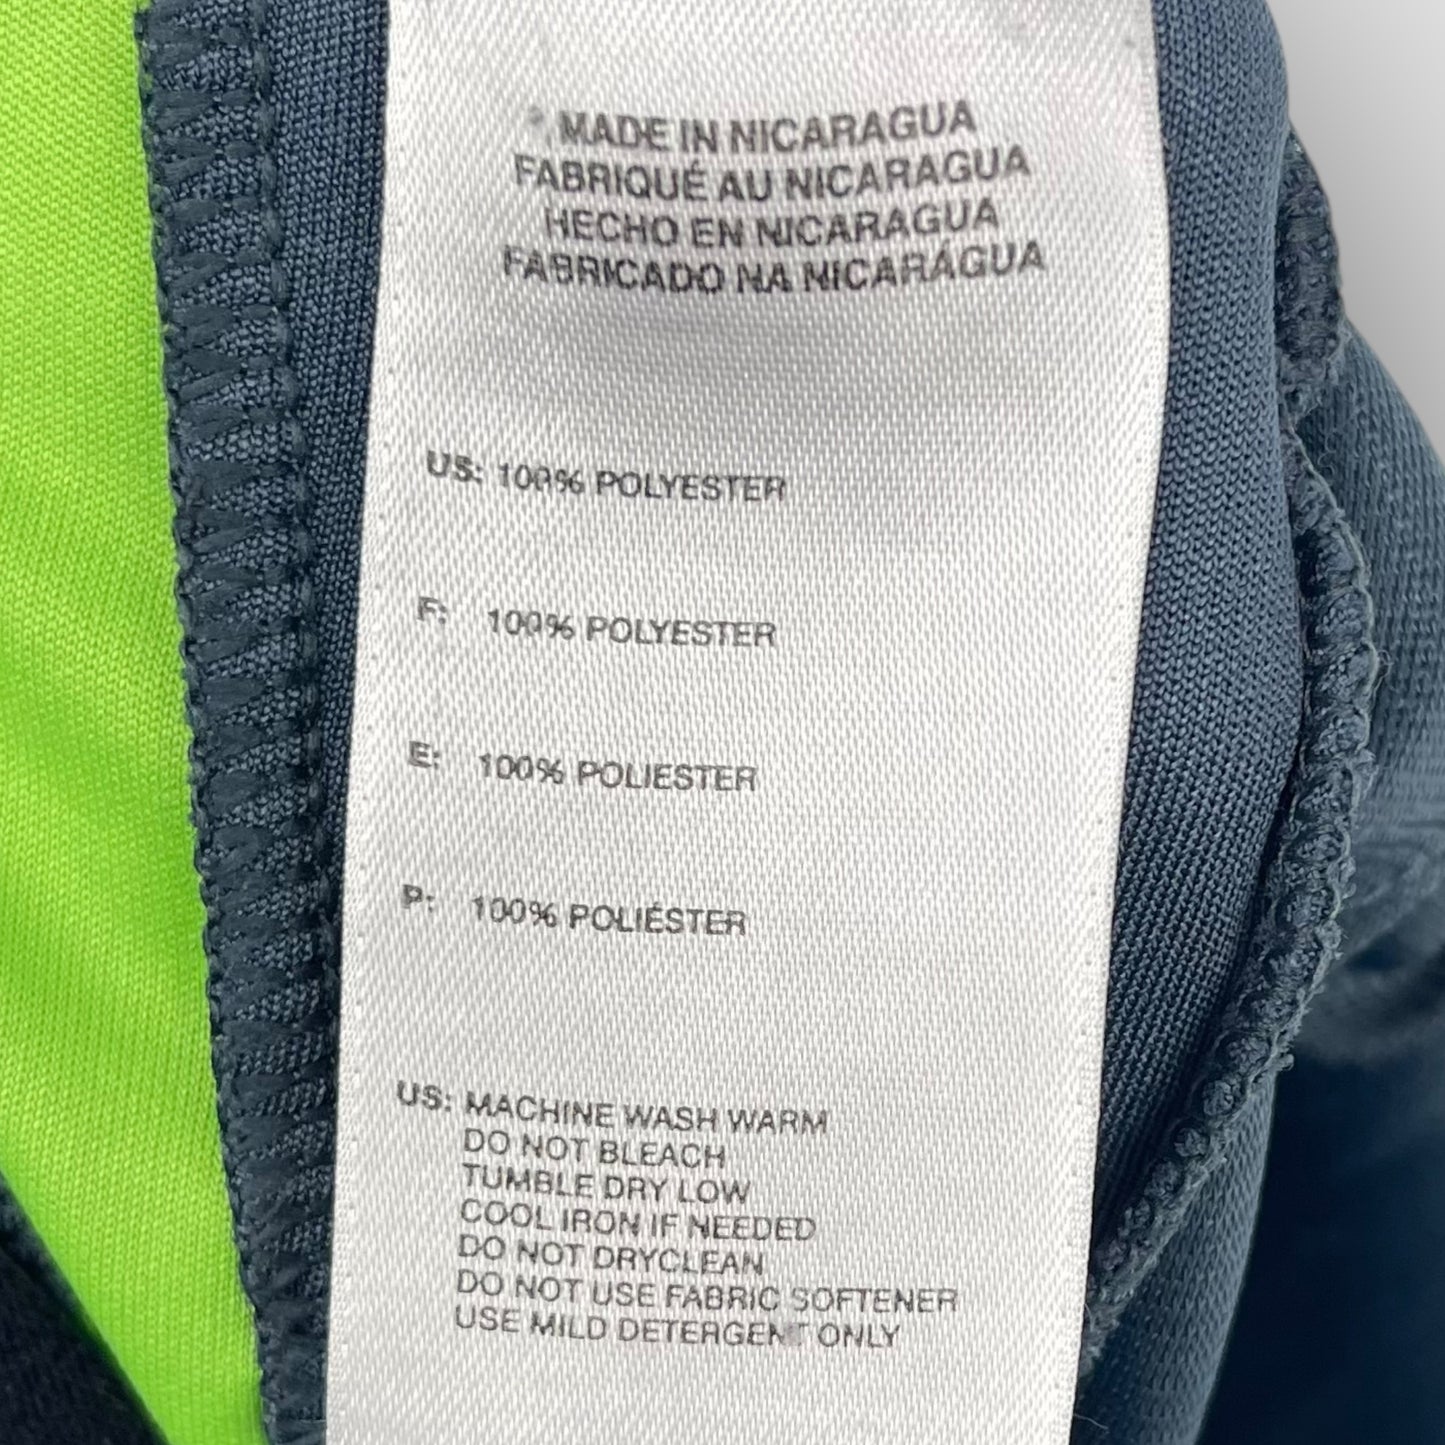 MADE IN NICARAGUA
FABRIQUÉ AU NICARAGUA
HECHO EN NICARAGUA
FABRICADO NA NICARÁGUA
US: 100% POLYESTER
F: 100% POLYESTER
E: 100% POLIESTER
P: 100% POLIÉSTER
US: MACHINE WASH WARM
DO NOT BLEACH
TUMBLE DRY LOW
COOL IRON IF NEEDED
DO NOT DRYCLEAN
DO NOT USE FABRIC SOFTENER
USE MILD DETERGENT ONLY